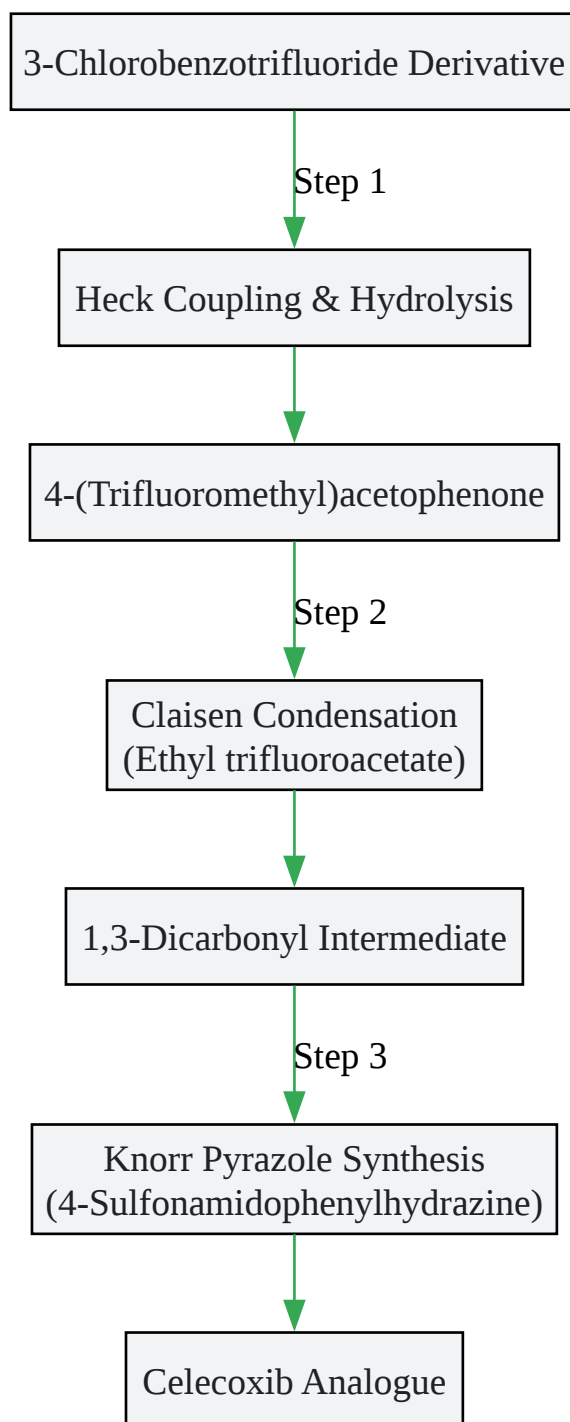 3-Chlorobenzotrifluoride Derivative
Step 1
Heck Coupling & Hydrolysis
4-(Trifluoromethyl)acetophenone
Step 2
Claisen Condensation
(Ethyl trifluoroacetate)
1,3-Dicarbonyl Intermediate
Step 3
Knorr Pyrazole Synthesis
(4-Sulfonamidophenylhydrazine)
Celecoxib Analogue